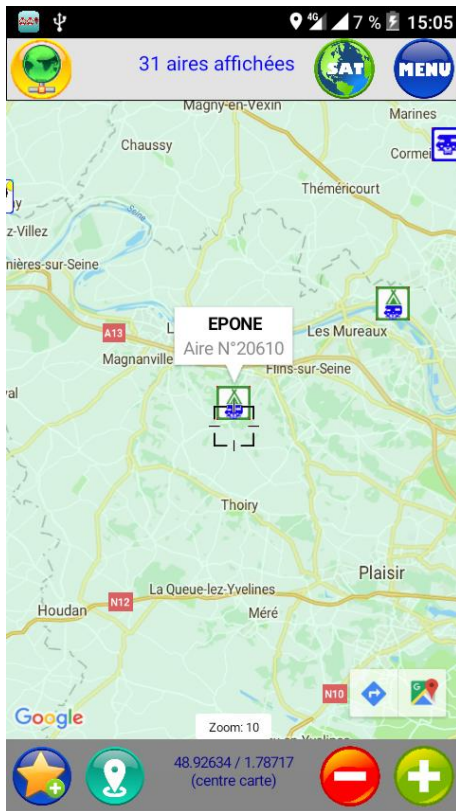 4G 7 % 15:05
31 aires affichées
SAT
MENU
Magny-en-Vexin
Marines
Chaussy
Cormei
Théméricourt
y
z-Villez
Seine
nières-sur-Seine
EPONE
Aire N°20610
A13
L
Les Mureaux
Magnanville
Flins-sur-Seine
val
Thoiry
Plaisir
La Queue-lez-Yvelines
Houdan
N12
Méré
N10
G
Google
Zoom: 10
48.92634 / 1.78717
(centre carte)